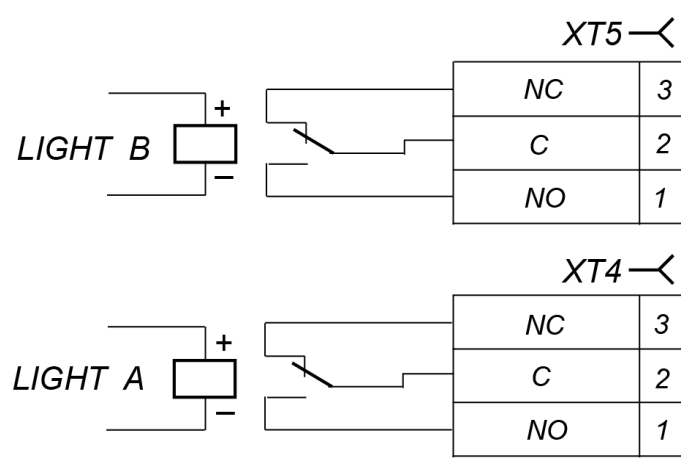 XT5
NC 3
LIGHT B + C 2
−
NO 1
XT4
NC 3
+
LIGHT A C 2
−
NO 1